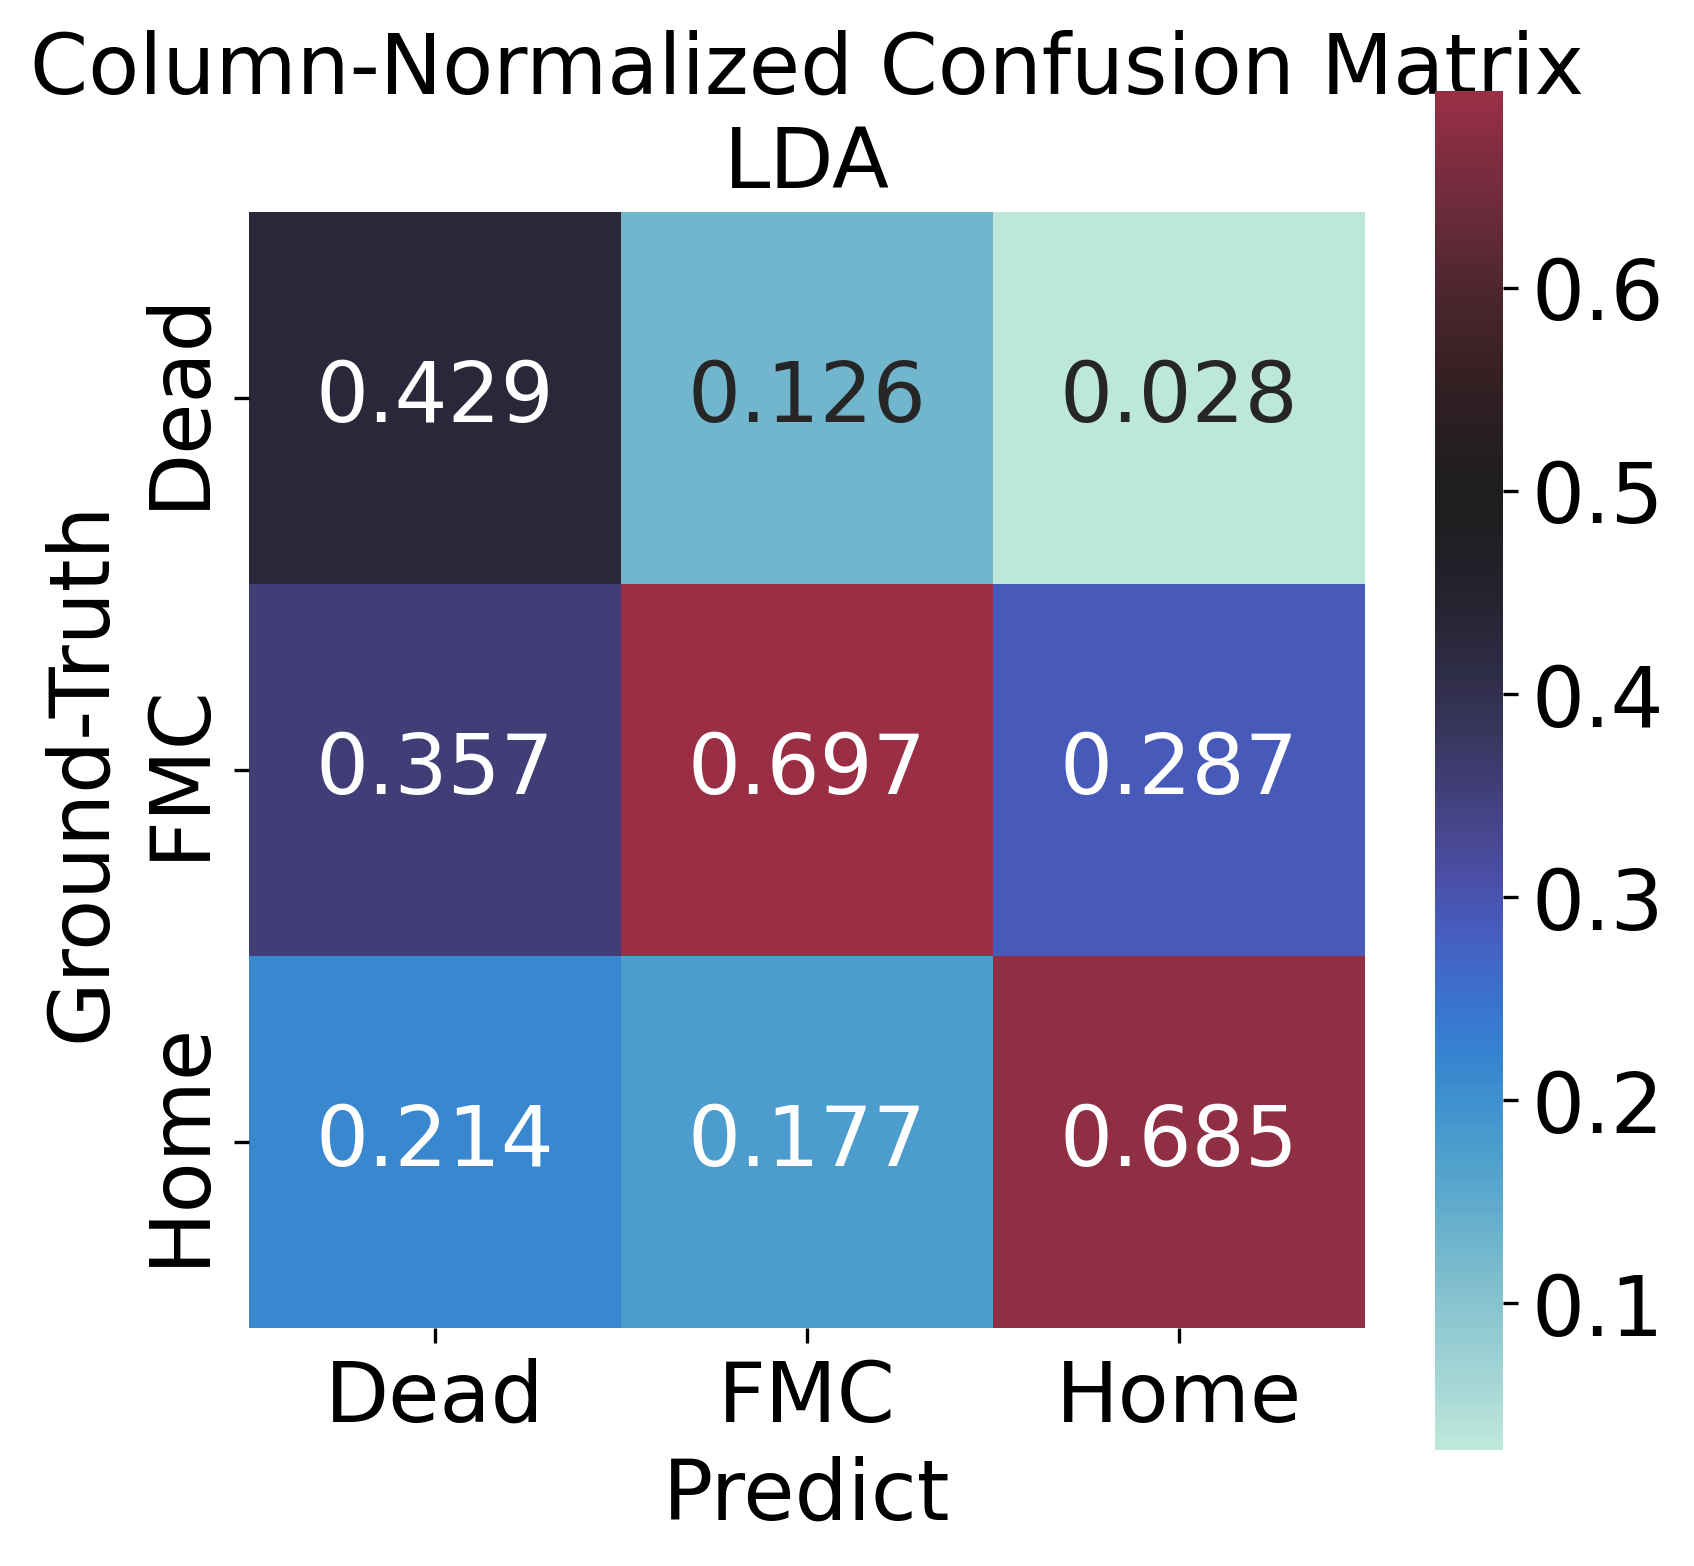 Column-Normalized Confusion Matrix
LDA
Ground-Truth
Dead
0.429 0.126 0.028
FMC
0.357 0.697 0.287
Home
0.214 0.177 0.685
Dead FMC Home
Predict
0.6
0.5
0.4
0.3
0.2
0.1